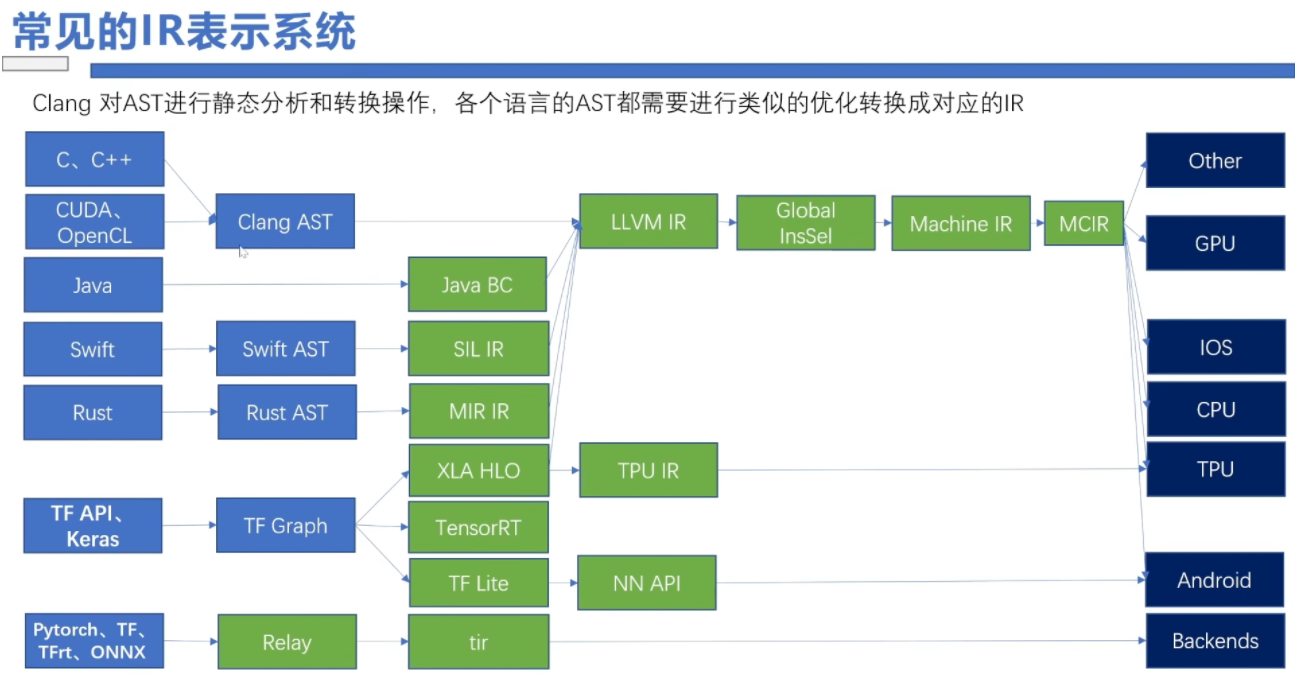 常见的IR表示系统
Clang 对AST进行静态分析和转换操作，各个语言的AST都需要进行类似的优化转换成对应的IR
C、C++
CUDA、
OpenCL
Clang AST
LLVM IR
Global
InsSel
Machine IR
MCIR
Other
GPU
Java
Java BC
Swift
Swift AST
SIL IR
IOS
Rust
Rust AST
MIR IR
CPU
XLA HLO
TPU IR
TPU
TF API、
Keras
TF Graph
TensorRT
TF Lite
NN API
Android
Pytorch、TF、
TFrt、ONNX
Relay
tir
Backends